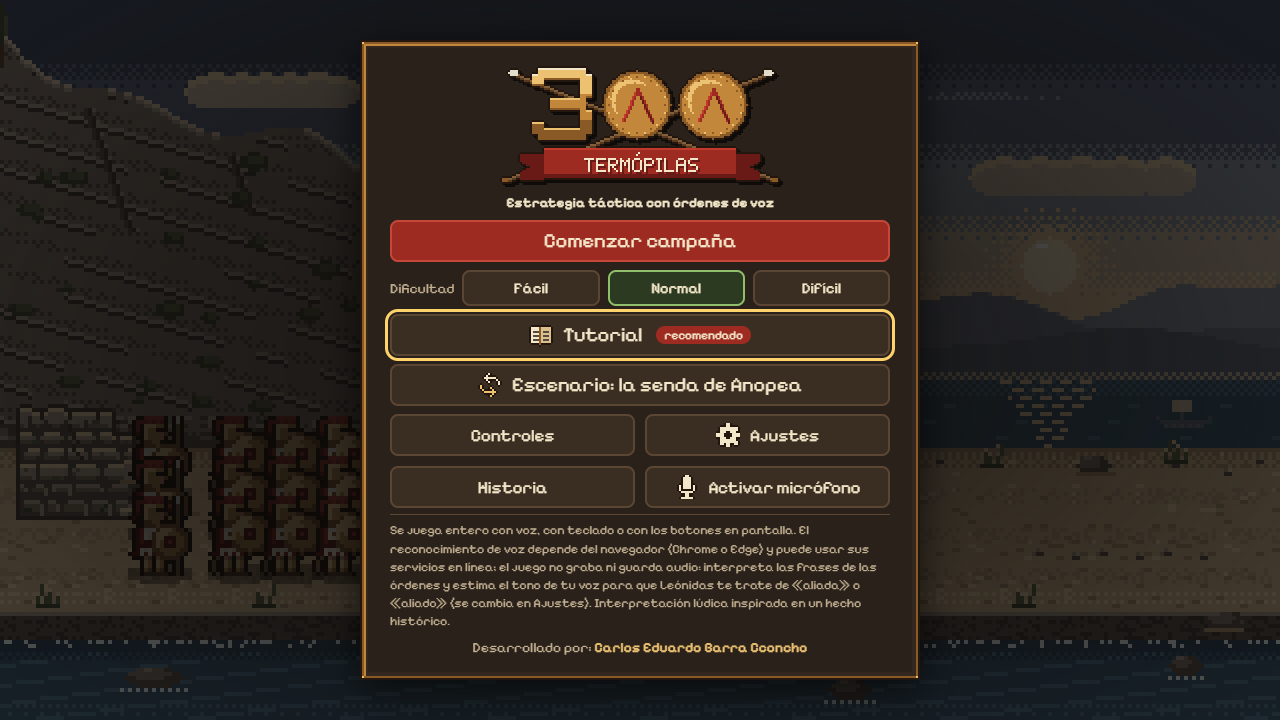 300
TERMÓPILAS
Estrategia táctica con órdenes de voz
Comenzar campaña
Dificultad Fácil Normal Difícil
Tutorial recomendado
Escenario: la senda de Anopea
Controles Ajustes
Historia Activar micrófono
Se juega entero con voz, con teclado o con los botones en pantalla. El
reconocimiento de voz depende del navegador (Chrome o Edge) y puede usar sus
servicios en línea; el juego no graba ni guarda audio: interpreta las frases de las
órdenes y estima el tono de tu voz para que Leónidas te trate de «aliada» o
«aliado» (se cambia en Ajustes). Interpretación lúdica inspirada en un hecho
histórico.
Desarrollado por: Carlos Eduardo Barra Cconcho